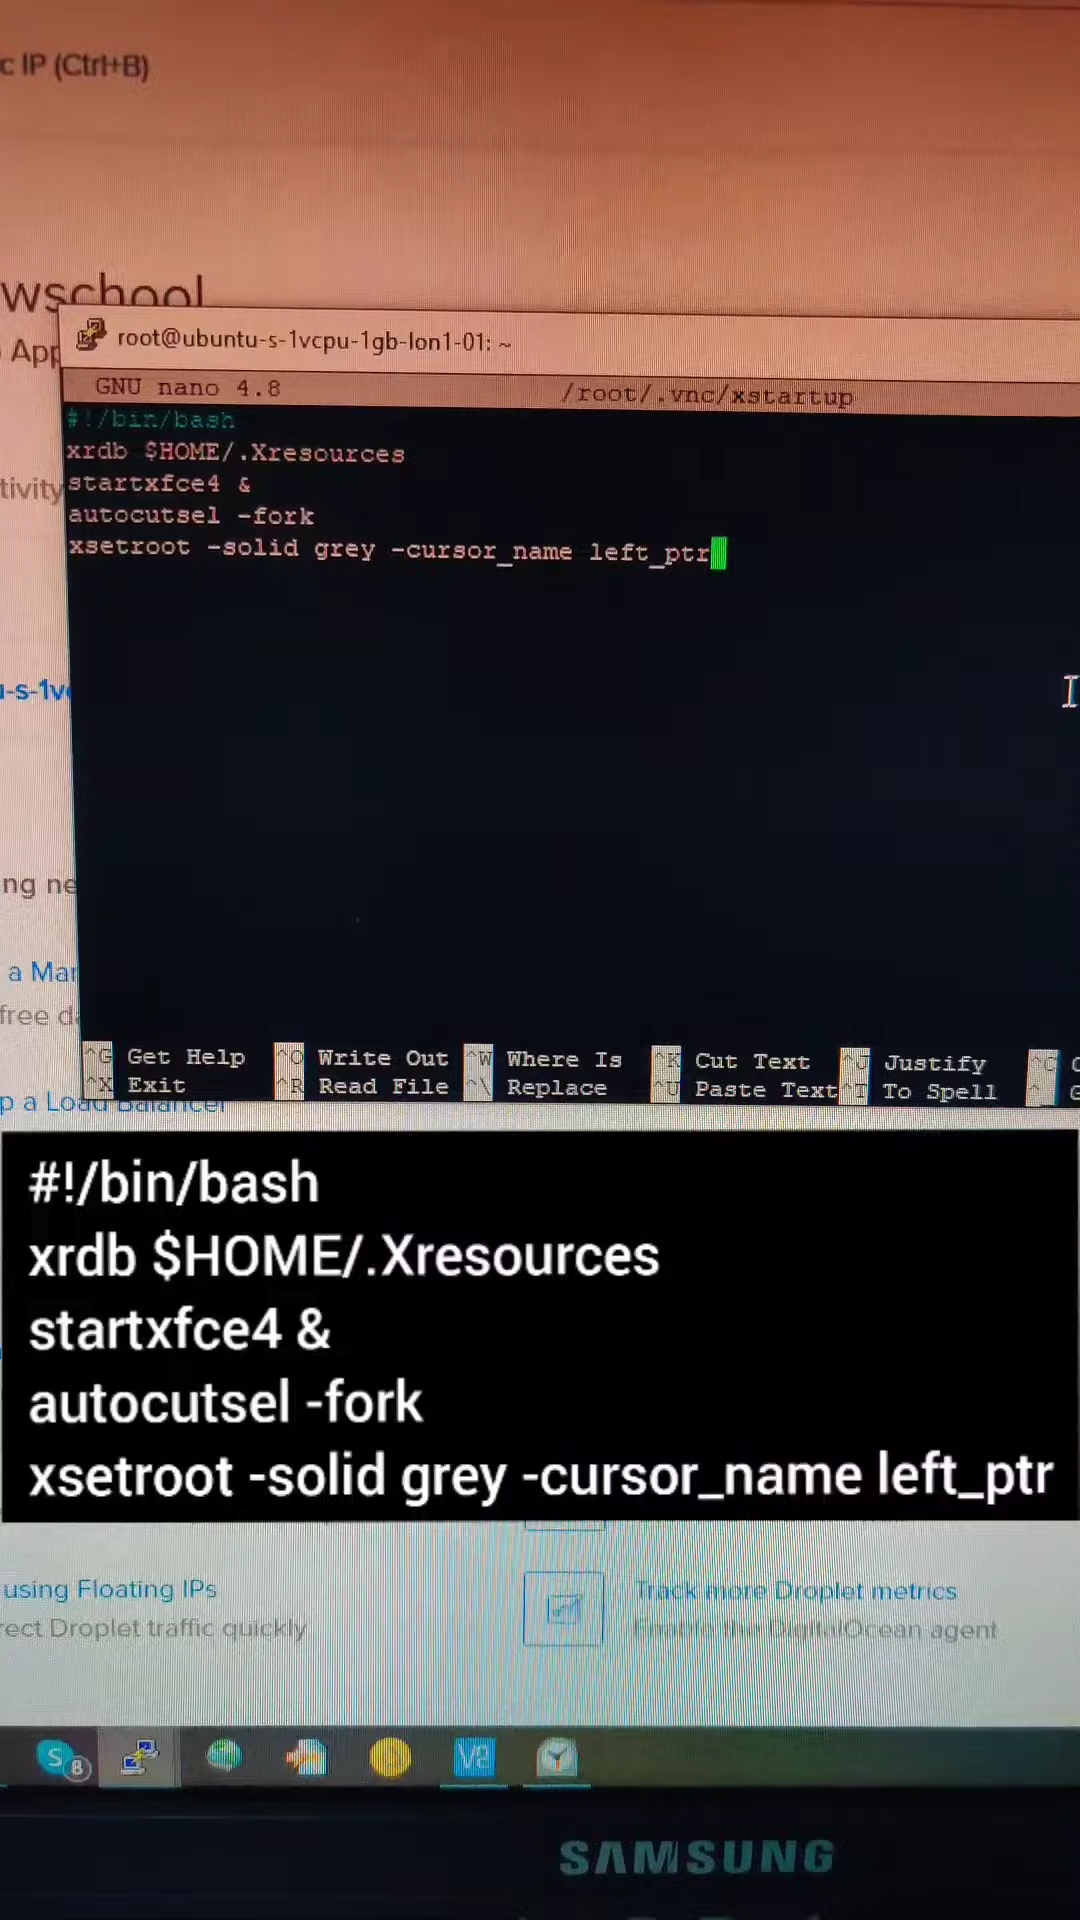 c IP (Ctrl+B)
wschool
App
root@ubuntu-s-1vcpu-1gb-lon1-01: ~
GNU nano 4.8 /root/.vnc/xstartup
#!/bin/bash
xrdb $HOME/.Xresources
tivity
startxfce4 &
autocutsel -fork
xsetroot -solid grey -cursor_name left_ptr
-s-1v
ng ne
a Mar
free d
^G Get Help ^O Write Out ^W Where Is ^K Cut Text ^J Justify ^C
^X Exit ^R Read File ^\ Replace ^U Paste Text ^T To Spell
p a Load Balancer
#!/bin/bash
xrdb $HOME/.Xresources
startxfce4 &
autocutsel -fork
xsetroot -solid grey -cursor_name left_ptr
using Floating IPs
rect Droplet traffic quickly
Track more Droplet metrics
Enable the DigitalOcean agent
S 8
V2
SAMSUNG